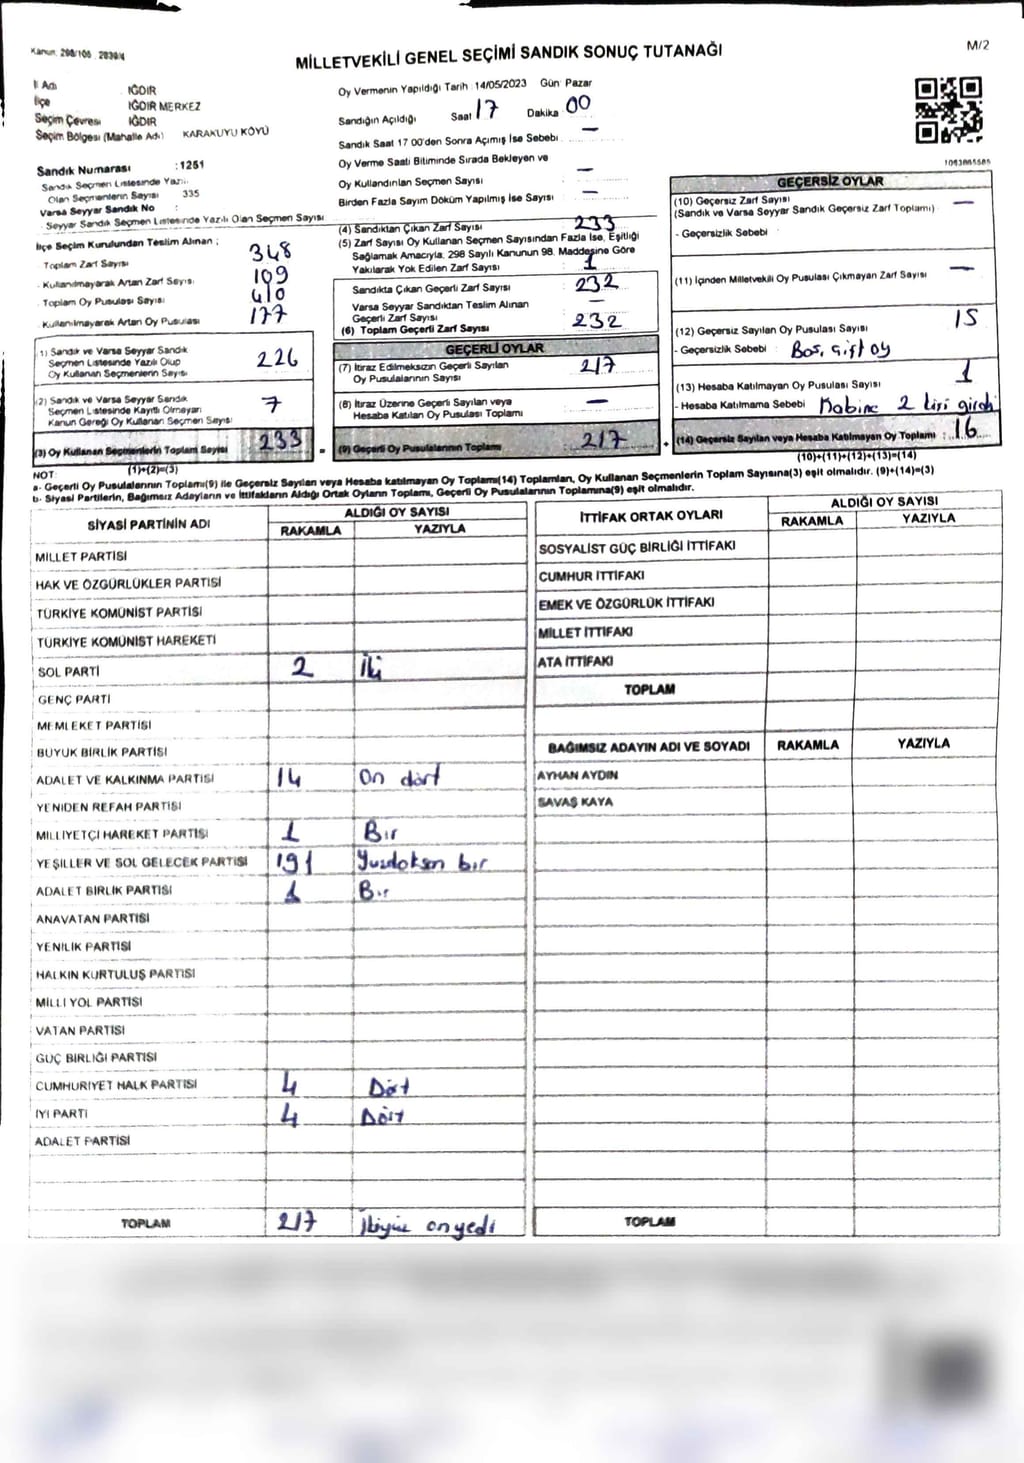 Kanun. 298/105 . 2839/4
MİLLETVEKİLİ GENEL SEÇİMİ SANDIK SONUÇ TUTANAĞI
M/2
İl Adı : IĞDIR
İlçe : IĞDIR MERKEZ
Seçim Çevresi : IĞDIR
Seçim Bölgesi (Mahalle Adı) : KARAKUYU KÖYÜ
Sandık Numarası : 1251
Sandık Seçmen Listesinde Yazılı
Olan Seçmenlerin Sayısı : 335
Varsa Seyyar Sandık No :
Seyyar Sandık Seçmen Listesinde Yazılı Olan Seçmen Sayısı :
İlçe Seçim Kurulundan Teslim Alınan ;
Toplam Zarf Sayısı 348
Kullanılmayarak Artan Zarf Sayısı 109
Toplam Oy Pusulası Sayısı 410
Kullanılmayarak Artan Oy Pusulası 177
(1) Sandık ve Varsa Seyyar Sandık
Seçmen Listesinde Yazılı Olup
Oy Kullanan Seçmenlerin Sayısı 226
(2) Sandık ve Varsa Seyyar Sandık
Seçmen Listesinde Kayıtlı Olmayan
Kanun Gereği Oy Kullanan Seçmen Sayısı 7
(3) Oy Kullanan Seçmenlerin Toplam Sayısı 233
(1)+(2)=(3)
Oy Vermenin Yapıldığı Tarih : 14/05/2023 Gün : Pazar
Sandığın Açıldığı Saat 17 Dakika 00
Sandık Saat 17 00'den Sonra Açımış İse Sebebi : —
Oy Verme Saati Bitiminde Sırada Bekleyen ve
Oy Kullandırılan Seçmen Sayısı : —
Birden Fazla Sayım Döküm Yapılmış İse Sayısı : —
(4) Sandıktan Çıkan Zarf Sayısı 233
(5) Zarf Sayısı Oy Kullanan Seçmen Sayısından Fazla İse, Eşitliği
Sağlamak Amacıyla, 298 Sayılı Kanunun 98. Maddesine Göre
Yakılarak Yok Edilen Zarf Sayısı 1
Sandıkta Çıkan Geçerli Zarf Sayısı : 232
Varsa Seyyar Sandıktan Teslim Alınan
Geçerli Zarf Sayısı —
(6) Toplam Geçerli Zarf Sayısı 232
GEÇERLİ OYLAR
(7) İtiraz Edilmeksizin Geçerli Sayılan
Oy Pusulalarının Sayısı : 217
(8) İtiraz Üzerine Geçerli Sayılan veya
Hesaba Katılan Oy Pusulası Toplamı : —
= (9) Geçerli Oy Pusulalarının Toplamı : 217
1093865585
GEÇERSİZ OYLAR
(10) Geçersiz Zarf Sayısı
(Sandık ve Varsa Seyyar Sandık Geçersiz Zarf Toplamı) : —
- Geçersizlik Sebebi :
(11) İçinden Milletvekili Oy Pusulası Çıkmayan Zarf Sayısı : —
(12) Geçersiz Sayılan Oy Pusulası Sayısı : 15
- Geçersizlik Sebebi : Boş, çift oy
(13) Hesaba Katılmayan Oy Pusulası Sayısı : 1
- Hesaba Katılmama Sebebi : Kabine 2 kişi girdi
+ (14) Geçersiz Sayılan veya Hesaba Katılmayan Oy Toplamı : 16
(10)+(11)+(12)+(13)=(14)
NOT:
a- Geçerli Oy Pusulalarının Toplamı(9) ile Geçersiz Sayılan veya Hesaba katılmayan Oy Toplamı(14) Toplamları, Oy Kullanan Seçmenlerin Toplam Sayısına(3) eşit olmalıdır. (9)+(14)=(3)
b- Siyasi Partilerin, Bağımsız Adayların ve İttifakların Aldığı Ortak Oyların Toplamı, Geçerli Oy Pusulalarının Toplamına(9) eşit olmalıdır.
SİYASİ PARTİNİN ADI ALDIĞI OY SAYISI
RAKAMLA YAZIYLA
MİLLET PARTİSİ
HAK VE ÖZGÜRLÜKLER PARTİSİ
TÜRKİYE KOMÜNİST PARTİSİ
TÜRKİYE KOMÜNİST HAREKETİ
SOL PARTİ 2 İki
GENÇ PARTİ
MEMLEKET PARTİSİ
BÜYÜK BİRLİK PARTİSİ
ADALET VE KALKINMA PARTİSİ 14 On dört
YENİDEN REFAH PARTİSİ
MİLLİYETÇİ HAREKET PARTİSİ 1 Bir
YEŞİLLER VE SOL GELECEK PARTİSİ 191 Yüzdoksan bir
ADALET BİRLİK PARTİSİ 1 Bir
ANAVATAN PARTİSİ
YENİLİK PARTİSİ
HALKIN KURTULUŞ PARTİSİ
MİLLİ YOL PARTİSİ
VATAN PARTİSİ
GÜÇ BİRLİĞİ PARTİSİ
CUMHURİYET HALK PARTİSİ 4 Dört
İYİ PARTİ 4 Dört
ADALET PARTİSİ
TOPLAM 217 İkiyüz onyedi
İTTİFAK ORTAK OYLARI ALDIĞI OY SAYISI
RAKAMLA YAZIYLA
SOSYALİST GÜÇ BİRLİĞİ İTTİFAKI
CUMHUR İTTİFAKI
EMEK VE ÖZGÜRLÜK İTTİFAKI
MİLLET İTTİFAKI
ATA İTTİFAKI
TOPLAM
BAĞIMSIZ ADAYIN ADI VE SOYADI RAKAMLA YAZIYLA
AYHAN AYDIN
SAVAŞ KAYA
TOPLAM